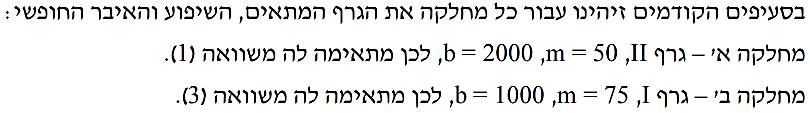 בסעיפים הקודמים זיהינו עבור כל מחלקה את הגרף המתאים, השיפוע והאיבר החופשי:
מחלקה א׳ – גרף II, m = 50, b = 2000, לכן מתאימה לה משוואה (1).
מחלקה ב׳ – גרף I, m = 75, b = 1000, לכן מתאימה לה משוואה (3).